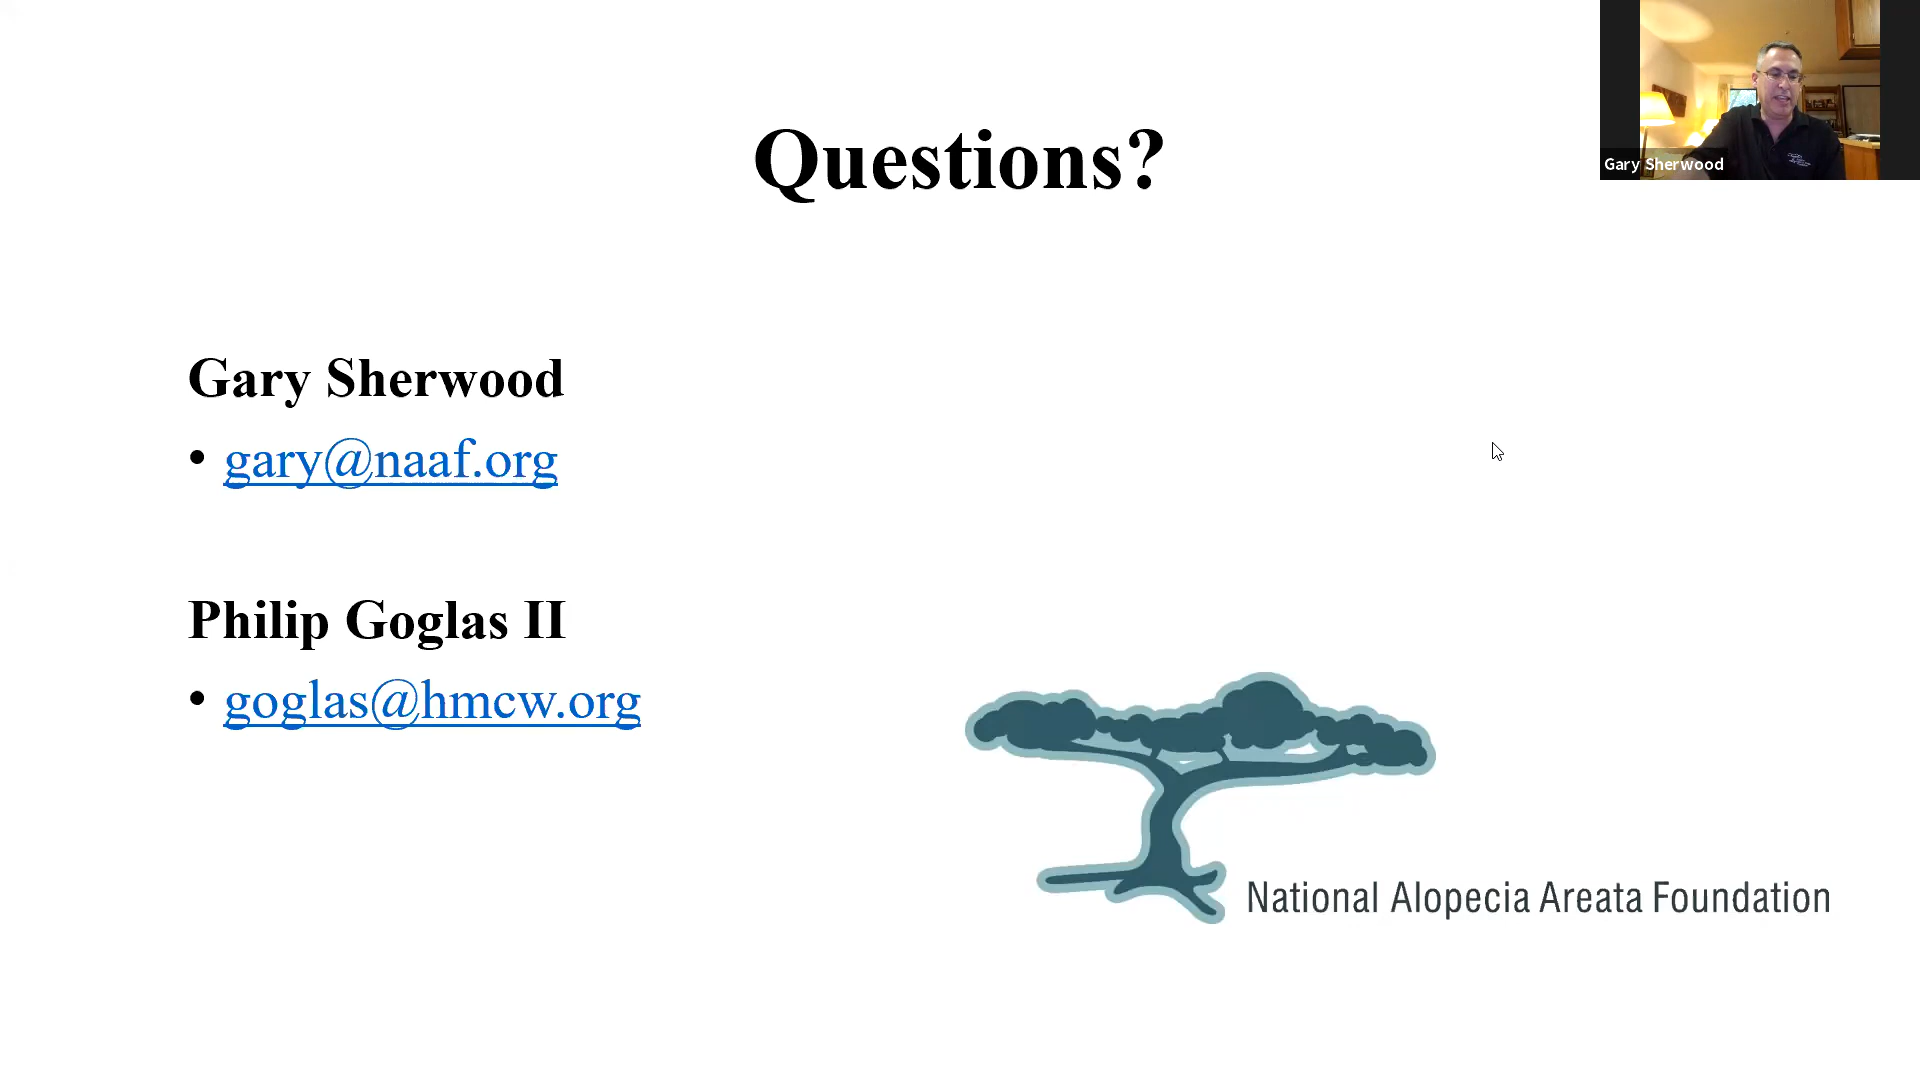 Questions?
Gary Sherwood
Gary Sherwood
• gary@naaf.org
Philip Goglas II
• goglas@hmcw.org
National Alopecia Areata Foundation